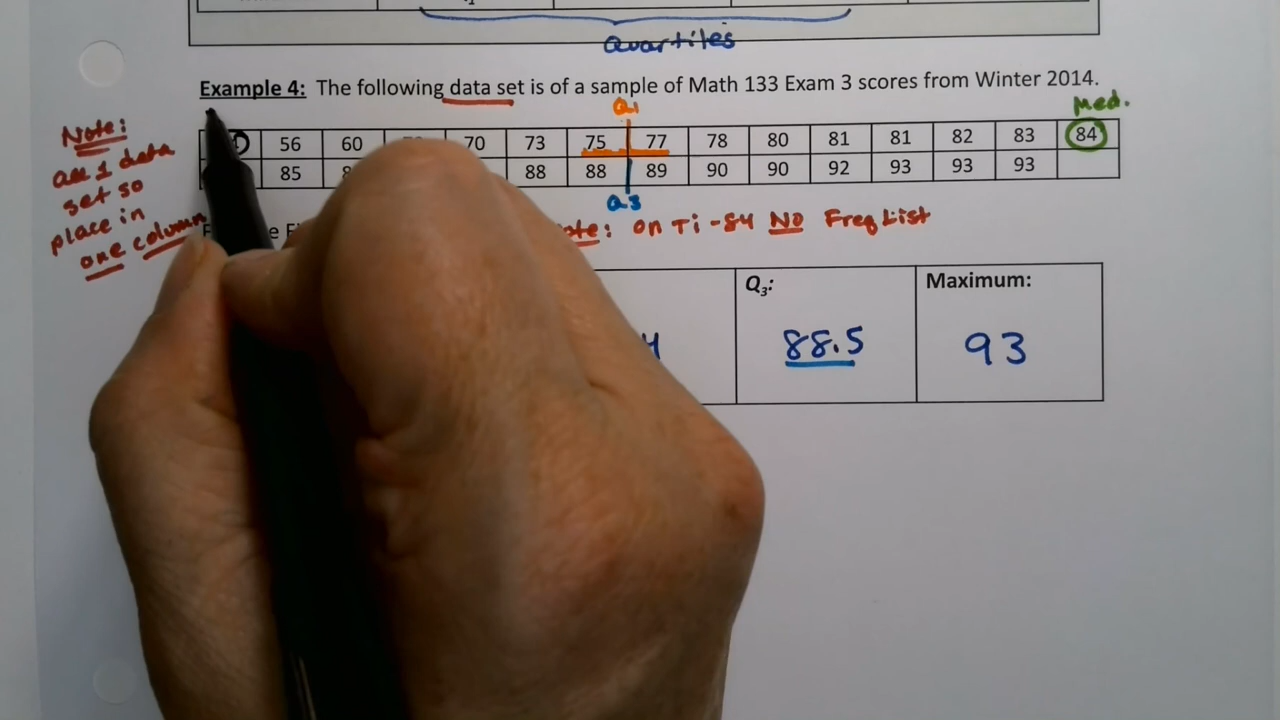 Quartiles
Example 4: The following data set is of a sample of Math 133 Exam 3 scores from Winter 2014.
Q1
Med.
56 60 70 73 75 77 78 80 81 81 82 83 84
85 88 88 89 90 90 92 93 93 93
Q3
Note:
all 1 data
set so
place in
one column
: on Ti-84 NO Freq List
Q3: Maximum:
88.5 93